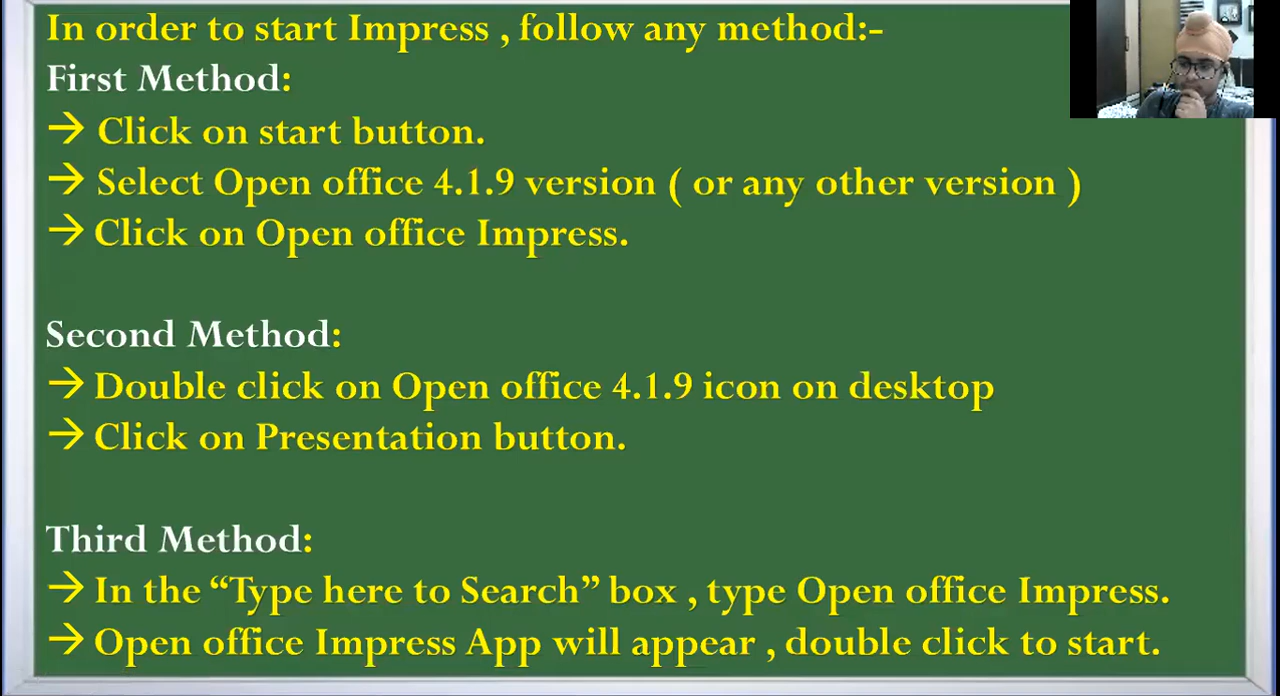 In order to start Impress , follow any method:-
First Method:
→ Click on start button.
→ Select Open office 4.1.9 version ( or any other version )
→ Click on Open office Impress.
Second Method:
→ Double click on Open office 4.1.9 icon on desktop
→ Click on Presentation button.
Third Method:
→ In the “Type here to Search” box , type Open office Impress.
→ Open office Impress App will appear , double click to start.